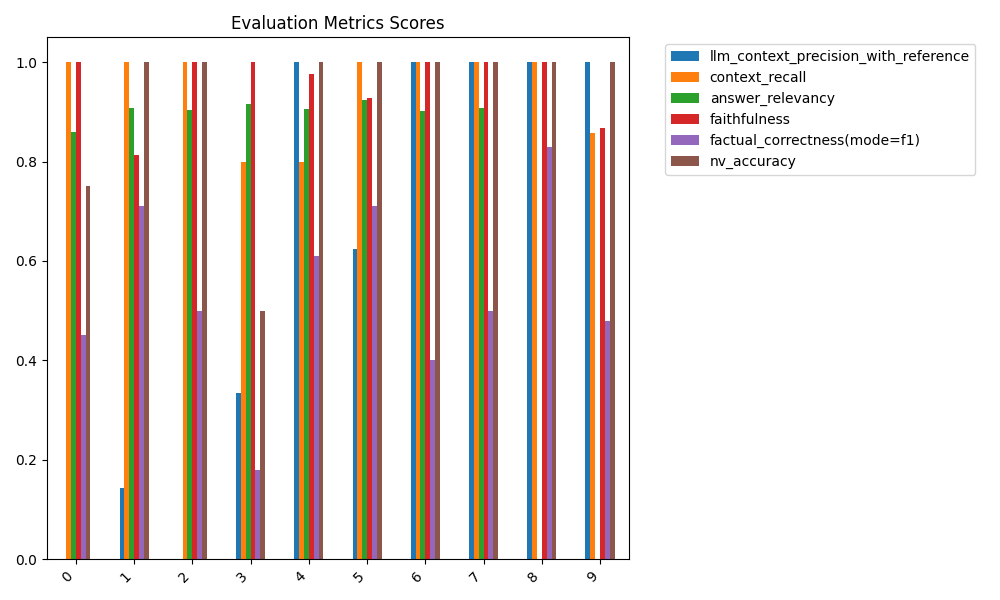 Evaluation Metrics Scores
llm_context_precision_with_reference
context_recall
answer_relevancy
faithfulness
factual_correctness(mode=f1)
nv_accuracy
1.0
0.8
0.6
0.4
0.2
0.0
0 1 2 3 4 5 6 7 8 9